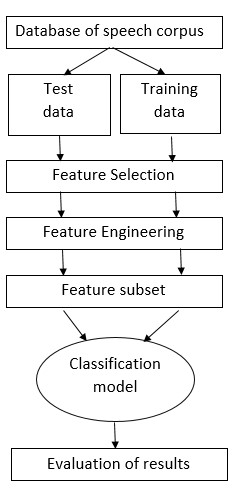 Database of speech corpus
Test
data
Training
data
Feature Selection
Feature Engineering
Feature subset
Classification
model
Evaluation of results